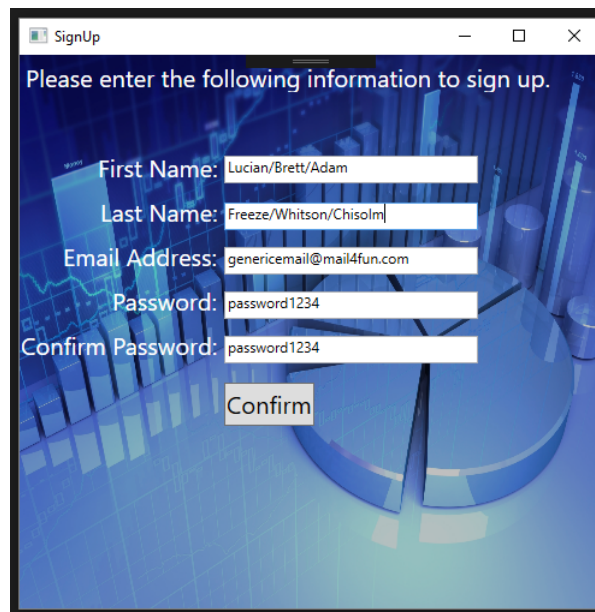 SignUp
Please enter the following information to sign up.
First Name: Lucian/Brett/Adam
Last Name: Freeze/Whitson/Chisolm
Email Address: genericemail@mail4fun.com
Password: password1234
Confirm Password: password1234
Confirm